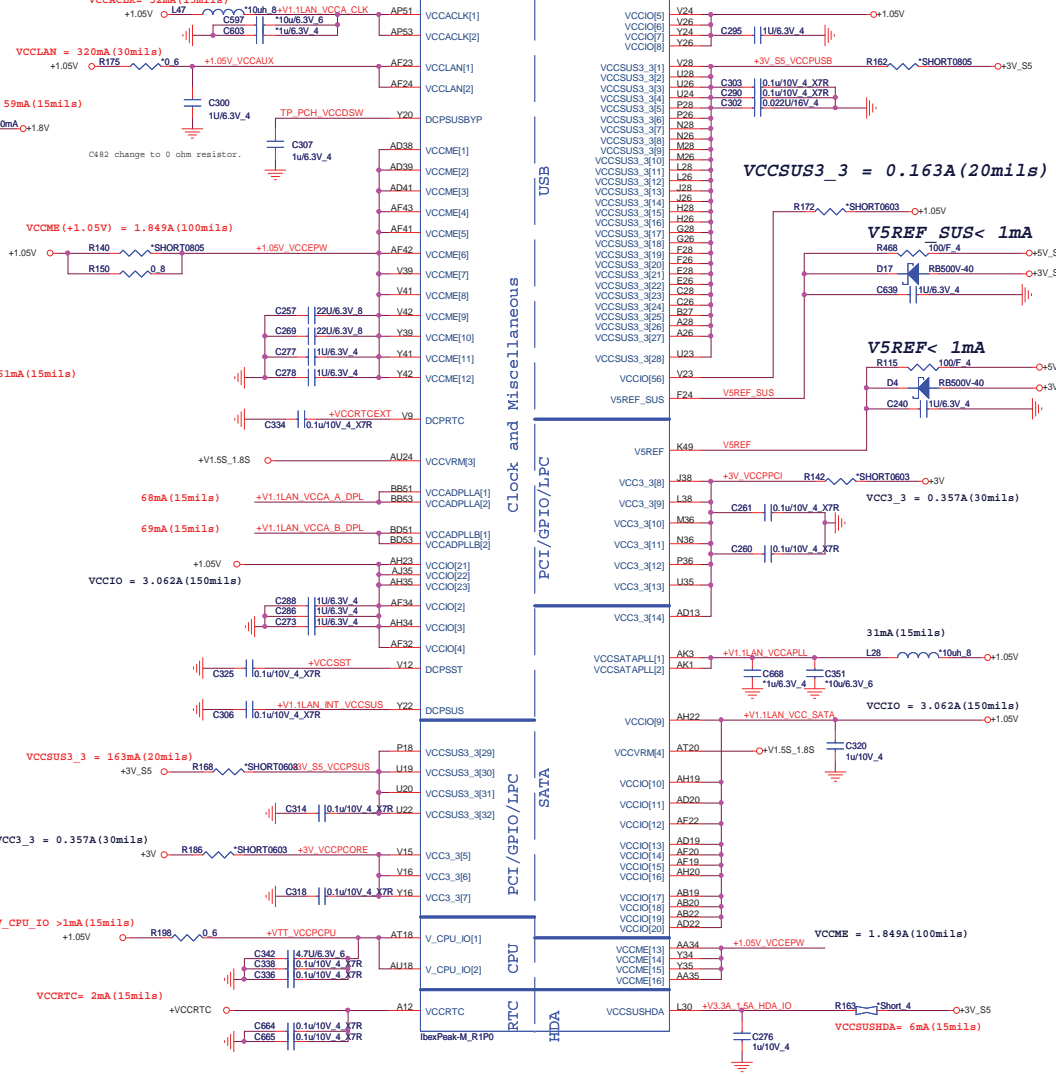 VCCACLK= 52mA(15mils)
+1.05V L47 *10uh_8 +V1.1LAN_VCCA_CLK AP51 VCCACLK[1]
C597 *10u/6.3V_6
C603 *1u/6.3V_4 AP53 VCCACLK[2]
VCCLAN = 320mA(30mils)
+1.05V R175 *0_6 +1.05V_VCCAUX AF23 VCCLAN[1]
AF24 VCCLAN[2]
59mA(15mils)
0mA +1.8V
C300
1U/6.3V_4
TP_PCH_VCCDSW Y20 DCPSUSBYP
C307
1u/6.3V_4
C482 change to 0 ohm resistor.
AD38 VCCME[1]
AD39 VCCME[2]
AD41 VCCME[3]
AF43 VCCME[4]
AF41 VCCME[5]
VCCME(+1.05V) = 1.849A(100mils)
+1.05V R140 *SHORT0805 +1.05V_VCCEPW AF42 VCCME[6]
R150 0_8 V39 VCCME[7]
V41 VCCME[8]
C257 22U/6.3V_8 V42 VCCME[9]
C269 22U/6.3V_8 Y39 VCCME[10]
C277 1U/6.3V_4 Y41 VCCME[11]
C278 1U/6.3V_4 Y42 VCCME[12]
51mA(15mils)
C334 0.1u/10V_4_X7R +VCCRTCEXT V9 DCPRTC
+V1.5S_1.8S AU24 VCCVRM[3]
68mA(15mils) +V1.1LAN_VCCA_A_DPL BB51 VCCADPLLA[1]
BB53 VCCADPLLA[2]
69mA(15mils) +V1.1LAN_VCCA_B_DPL BD51 VCCADPLLB[1]
BD53 VCCADPLLB[2]
+1.05V AH23 VCCIO[21]
AJ35 VCCIO[22]
VCCIO = 3.062A(150mils) AH35 VCCIO[23]
C288 1U/6.3V_4 AF34 VCCIO[2]
C286 1U/6.3V_4
C273 1U/6.3V_4 AH34 VCCIO[3]
AF32 VCCIO[4]
C325 0.1u/10V_4_X7R +VCCSST V12 DCPSST
C306 0.1u/10V_4_X7R +V1.1LAN_INT_VCCSUS Y22 DCPSUS
VCCSUS3_3 = 163mA(20mils) P18 VCCSUS3_3[29]
+3V_S5 R168 *SHORT0603 3V_S5_VCCPSUS U19 VCCSUS3_3[30]
U20 VCCSUS3_3[31]
C314 0.1u/10V_4_X7R U22 VCCSUS3_3[32]
VCC3_3 = 0.357A(30mils)
+3V R186 *SHORT0603 +3V_VCCPCORE V15 VCC3_3[5]
V16 VCC3_3[6]
C318 0.1u/10V_4_X7R Y16 VCC3_3[7]
V_CPU_IO >1mA(15mils)
+1.05V R198 0_6 +VTT_VCCPCPU AT18 V_CPU_IO[1]
C342 4.7U/6.3V_6
C338 0.1u/10V_4_X7R AU18 V_CPU_IO[2]
C336 0.1u/10V_4_X7R
VCCRTC= 2mA(15mils)
+VCCRTC A12 VCCRTC
C664 0.1u/10V_4_X7R
C665 0.1u/10V_4_X7R
IbexPeak-M_R1P0
Clock and Miscellaneous
USB
PCI/GPIO/LPC
PCI/GPIO/LPC
SATA
CPU
RTC
HDA
VCCIO[5] V24 +1.05V
VCCIO[6]
VCCIO[7] Y24 C295 1U/6.3V_4
VCCIO[8] Y26
VCCSUS3_3[1] V28 +3V_S5_VCCPUSB R162 *SHORT0805 +3V_S5
VCCSUS3_3[2] U28
VCCSUS3_3[3] U26 C303 0.1u/10V_4_X7R
VCCSUS3_3[4] U24 C290 0.1u/10V_4_X7R
VCCSUS3_3[5] P28 C302 0.022U/16V_4
VCCSUS3_3[6] P26
VCCSUS3_3[7] N28
VCCSUS3_3[8] N26
VCCSUS3_3[9] M28
VCCSUS3_3[10] M26
VCCSUS3_3[11] L28
VCCSUS3_3[12] L26
VCCSUS3_3[13] J28
VCCSUS3_3[14] J26
VCCSUS3_3[15] H28
VCCSUS3_3[16] H26
VCCSUS3_3[17] G28
VCCSUS3_3[18] G26
VCCSUS3_3[19] F28
VCCSUS3_3[20] F26
VCCSUS3_3[21] E28
VCCSUS3_3[22] E26
VCCSUS3_3[23] C28
VCCSUS3_3[24] C26
VCCSUS3_3[25] B27
VCCSUS3_3[26] A28
VCCSUS3_3[27] A26
VCCSUS3_3[28] U23
VCCSUS3_3 = 0.163A(20mils)
VCCIO[56] V23 R172 *SHORT0603 +1.05V
V5REF_SUS< 1mA
R468 100/F_4 +5V_S
D17 RB500V-40 +3V_S
C639 1U/6.3V_4
V5REF_SUS F24 V5REF_SUS
V5REF< 1mA
R115 100/F_4 +5V
D4 RB500V-40 +3V
C240 1U/6.3V_4
V5REF K49 V5REF
VCC3_3[8] J38 +3V_VCCPPCI R142 *SHORT0603 +3V
VCC3_3[9] L38 VCC3_3 = 0.357A(30mils)
C261 0.1u/10V_4_X7R
VCC3_3[10] M36
VCC3_3[11] N36
C260 0.1u/10V_4_X7R
VCC3_3[12] P36
VCC3_3[13] U35
VCC3_3[14] AD13
31mA(15mils)
VCCSATAPLL[1] AK3 +V1.1LAN_VCCAPLL L28 *10uh_8 +1.05V
VCCSATAPLL[2] AK1
C668 *1u/6.3V_4
C351 *10u/6.3V_6
VCCIO = 3.062A(150mils)
VCCIO[9] AH22 +V1.1LAN_VCC_SATA +1.05V
VCCVRM[4] AT20 +V1.5S_1.8S
C320
1u/10V_4
VCCIO[10] AH19
VCCIO[11] AD20
VCCIO[12] AF22
VCCIO[13] AD19
VCCIO[14] AF20
VCCIO[15] AF19
VCCIO[16] AH20
VCCIO[17] AB19
VCCIO[18] AB20
VCCIO[19] AB22
VCCIO[20] AD22
VCCME = 1.849A(100mils)
VCCME[13] AA34 +1.05V_VCCEPW
VCCME[14] Y34
VCCME[15] Y35
VCCME[16] AA35
VCCSUSHDA L30 +V3.3A_1.5A_HDA_IO R163 *Short_4 +3V_S5
VCCSUSHDA= 6mA(15mils)
C276
1u/10V_4